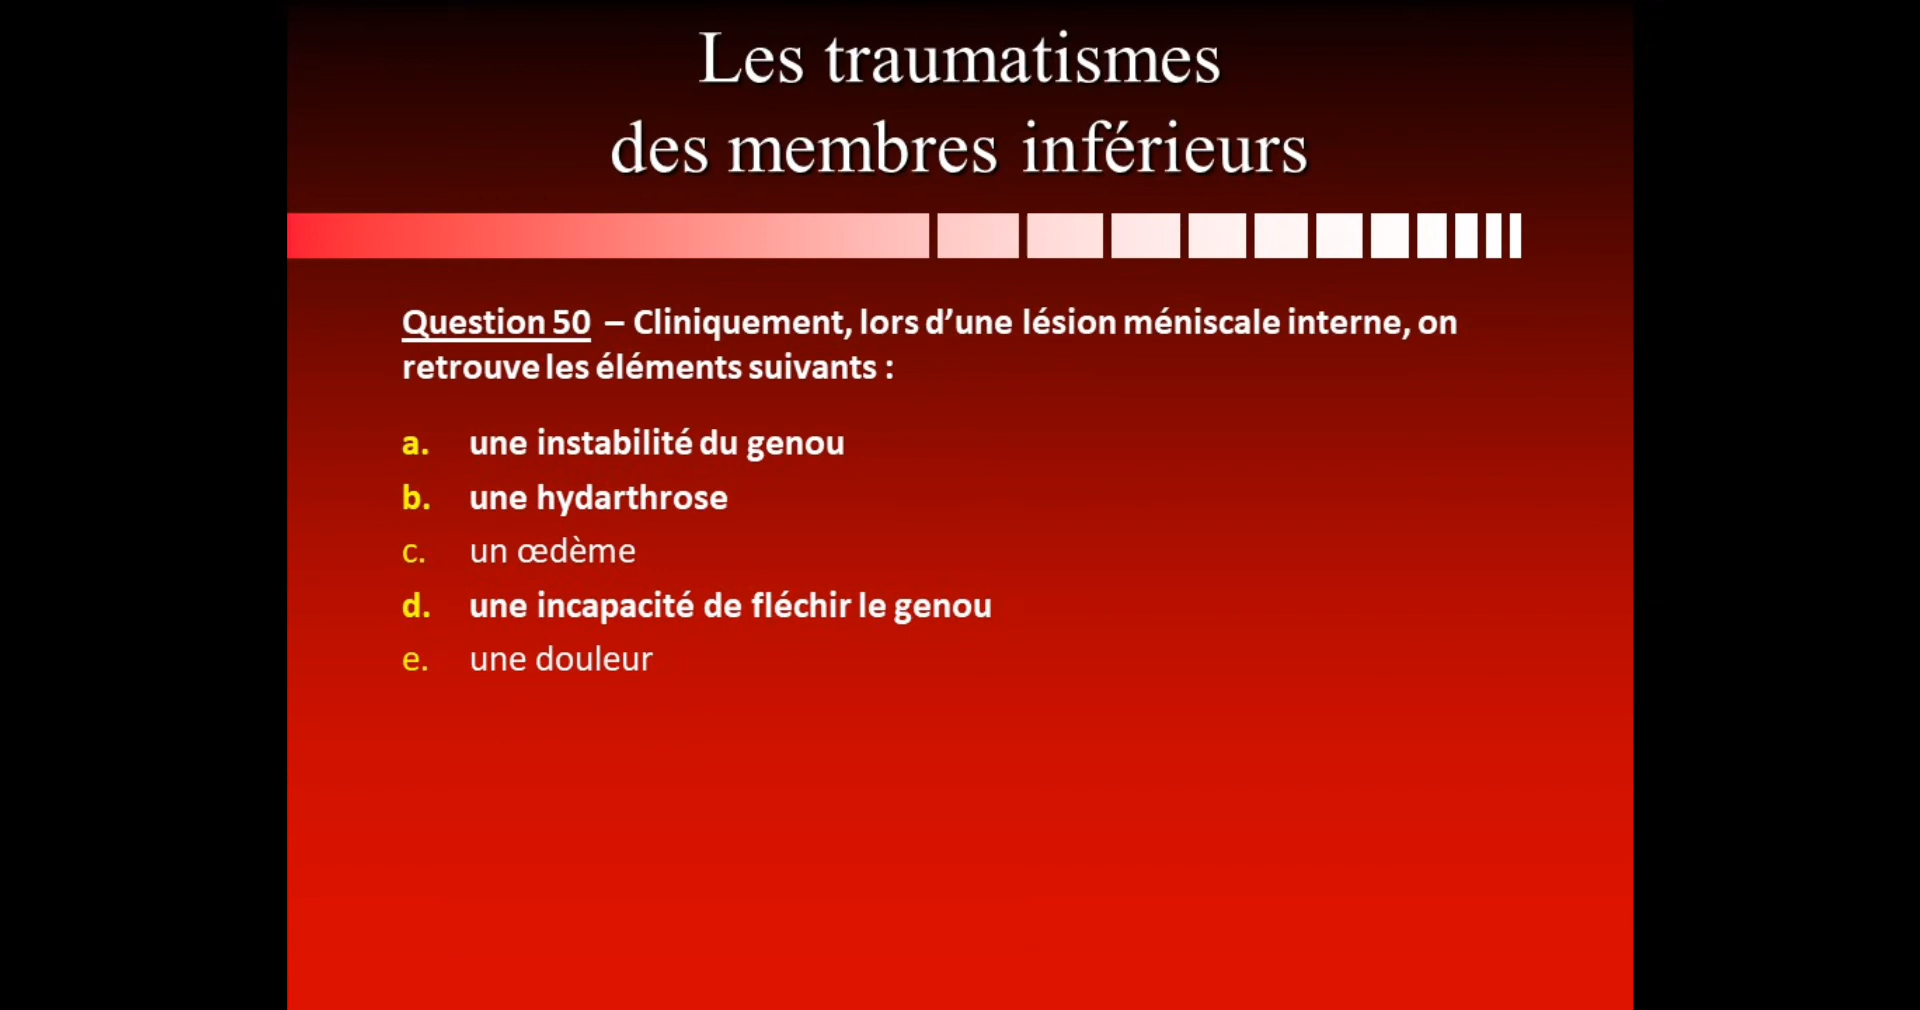 Les traumatismes
des membres inférieurs
Question 50 – Cliniquement, lors d’une lésion méniscale interne, on
retrouve les éléments suivants :
a. une instabilité du genou
b. une hydarthrose
c. un œdème
d. une incapacité de fléchir le genou
e. une douleur